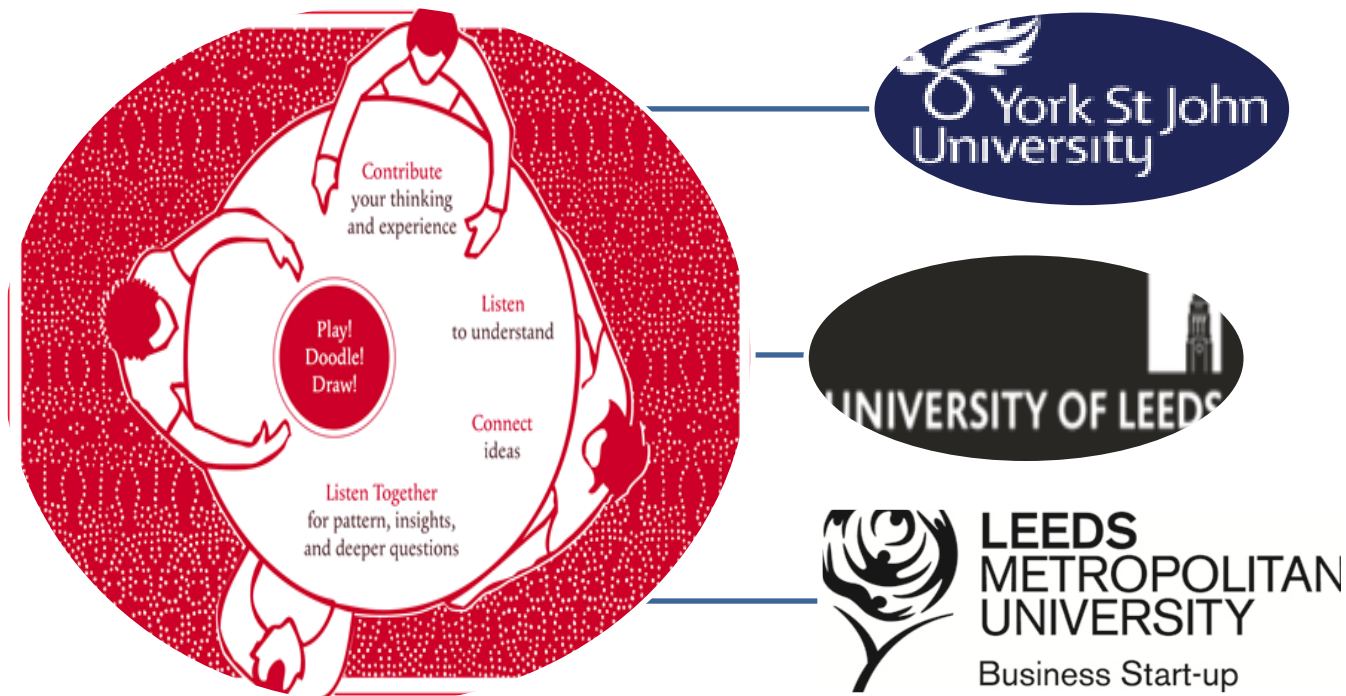 Contribute
your thinking
and experience
Listen
to understand
Play!
Doodle!
Draw!
Connect
ideas
Listen Together
for pattern, insights,
and deeper questions
York St John
University
UNIVERSITY OF LEEDS
LEEDS
METROPOLITAN
UNIVERSITY
Business Start-up